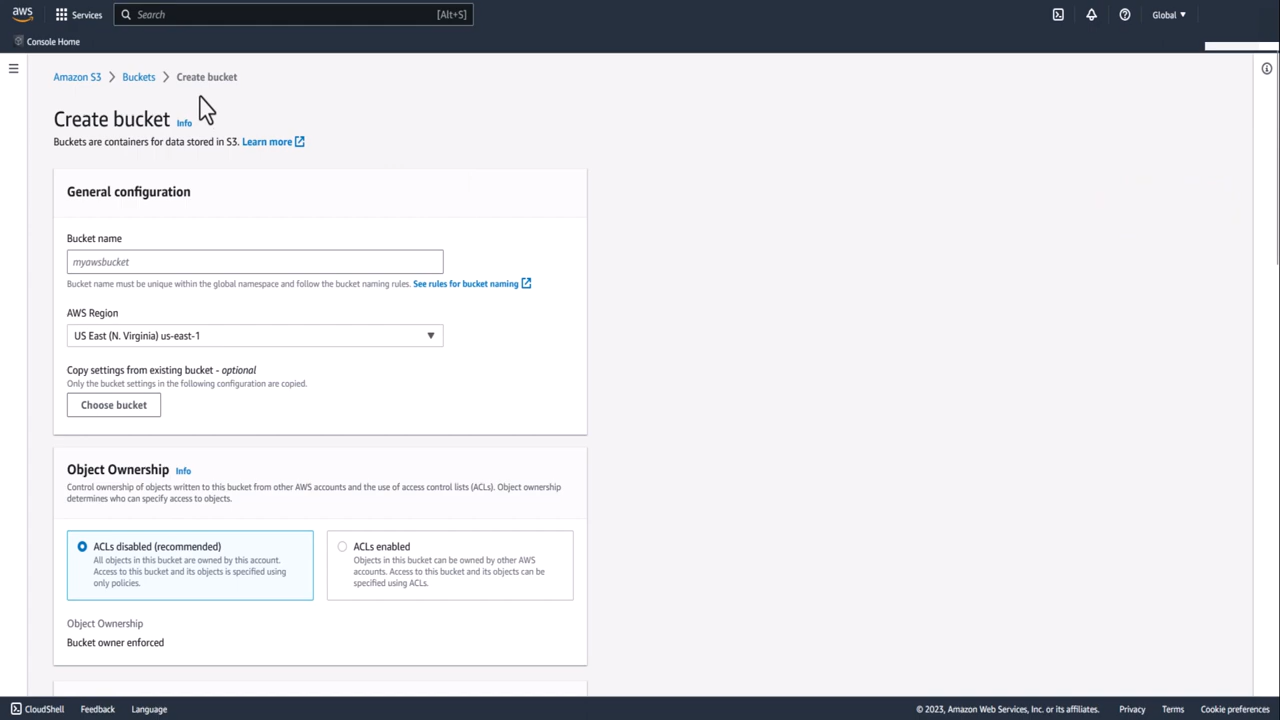 aws
Services
Search
[Alt+S]
Global
Console Home
Amazon S3
Buckets
Create bucket
Create bucket Info
Buckets are containers for data stored in S3. Learn more
General configuration
Bucket name
myawsbucket
Bucket name must be unique within the global namespace and follow the bucket naming rules. See rules for bucket naming
AWS Region
US East (N. Virginia) us-east-1
Copy settings from existing bucket - optional
Only the bucket settings in the following configuration are copied.
Choose bucket
Object Ownership Info
Control ownership of objects written to this bucket from other AWS accounts and the use of access control lists (ACLs). Object ownership
determines who can specify access to objects.
ACLs disabled (recommended)
All objects in this bucket are owned by this account.
Access to this bucket and its objects is specified using
only policies.
ACLs enabled
Objects in this bucket can be owned by other AWS
accounts. Access to this bucket and its objects can be
specified using ACLs.
Object Ownership
Bucket owner enforced
CloudShell
Feedback
Language
© 2023, Amazon Web Services, Inc. or its affiliates.
Privacy
Terms
Cookie preferences